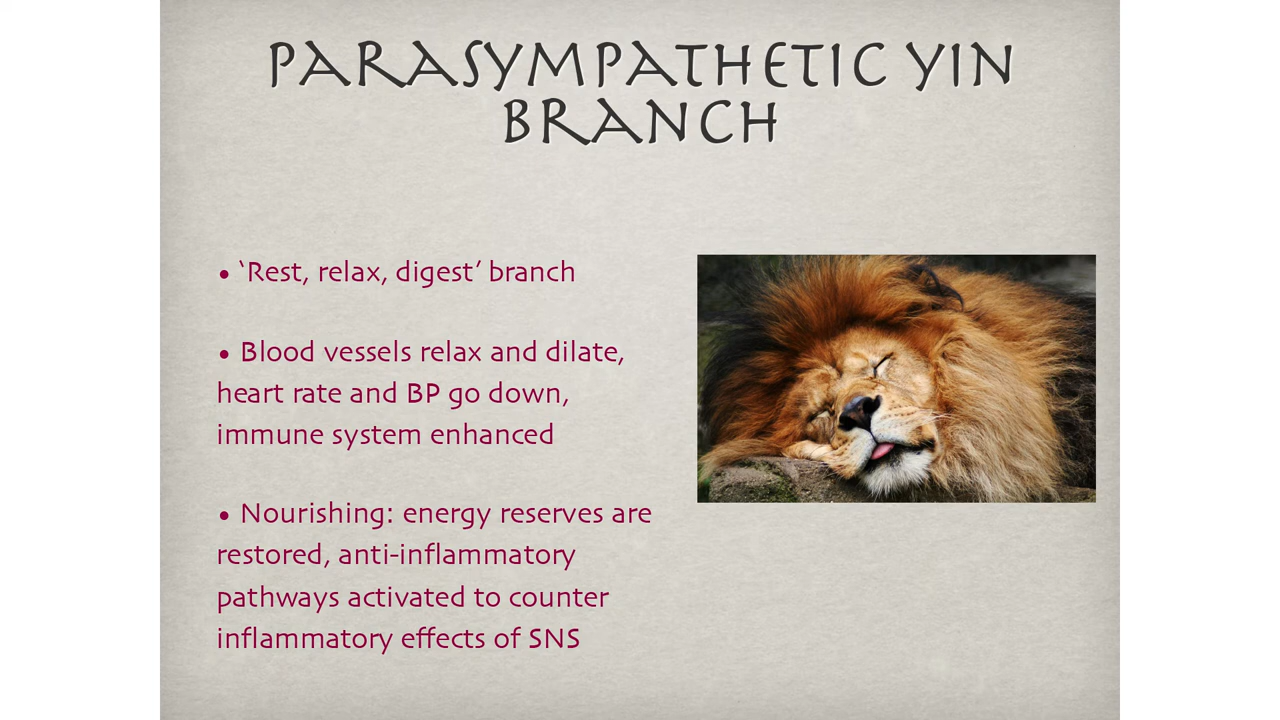 PARASYMPATHETIC YIN
BRANCH
• ‘Rest, relax, digest’ branch
• Blood vessels relax and dilate,
heart rate and BP go down,
immune system enhanced
• Nourishing: energy reserves are
restored, anti-inflammatory
pathways activated to counter
inflammatory effects of SNS